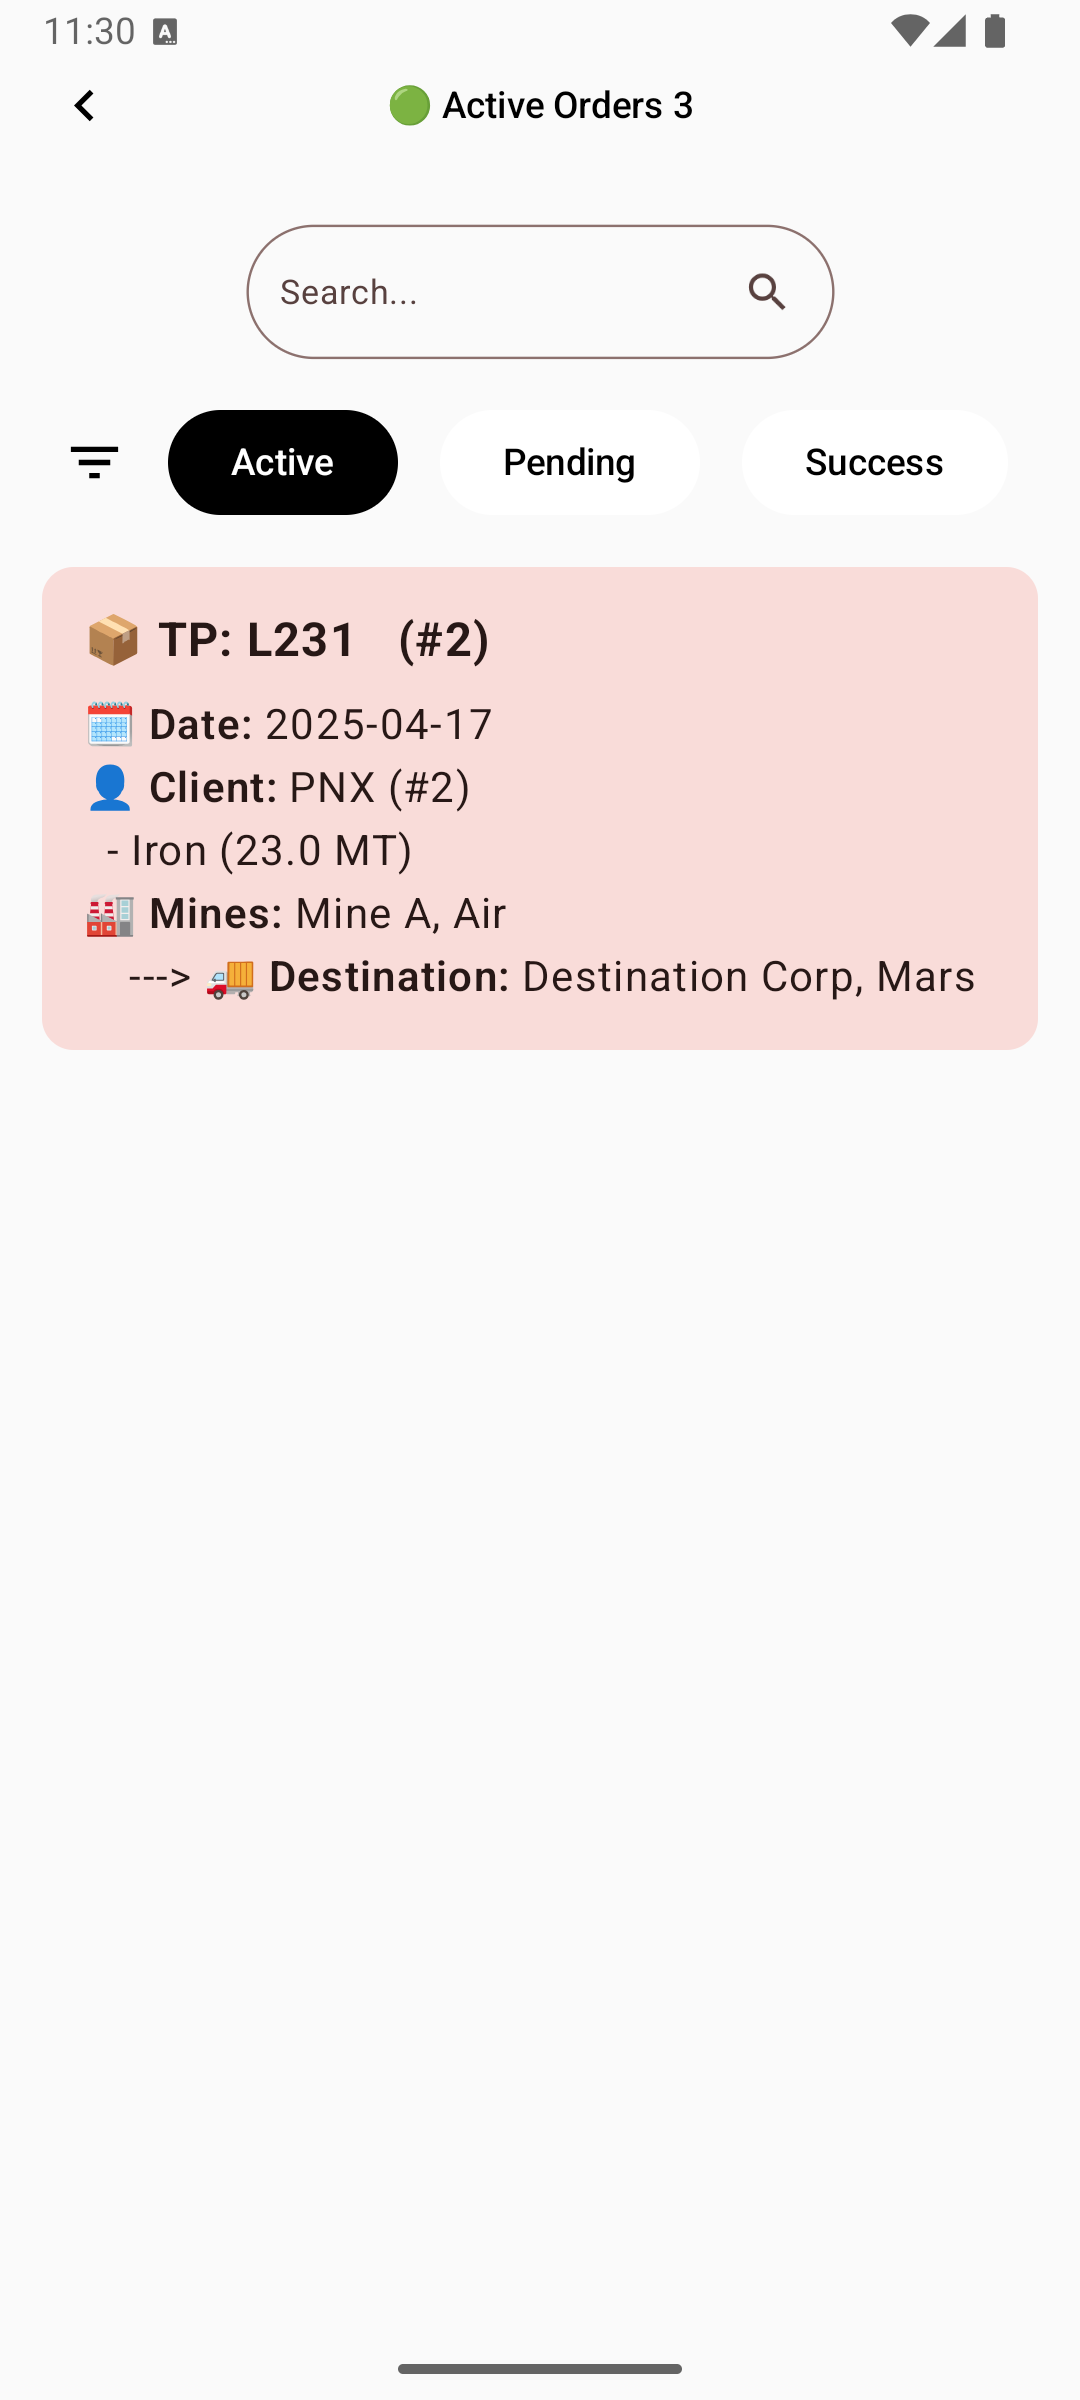 11:30
🟢 Active Orders 3
Search...
Active
Pending
Success
📦 TP: L231 (#2)
🗓️ Date: 2025-04-17
👤 Client: PNX (#2)
- Iron (23.0 MT)
🏭 Mines: Mine A, Air
---> 🚚 Destination: Destination Corp, Mars